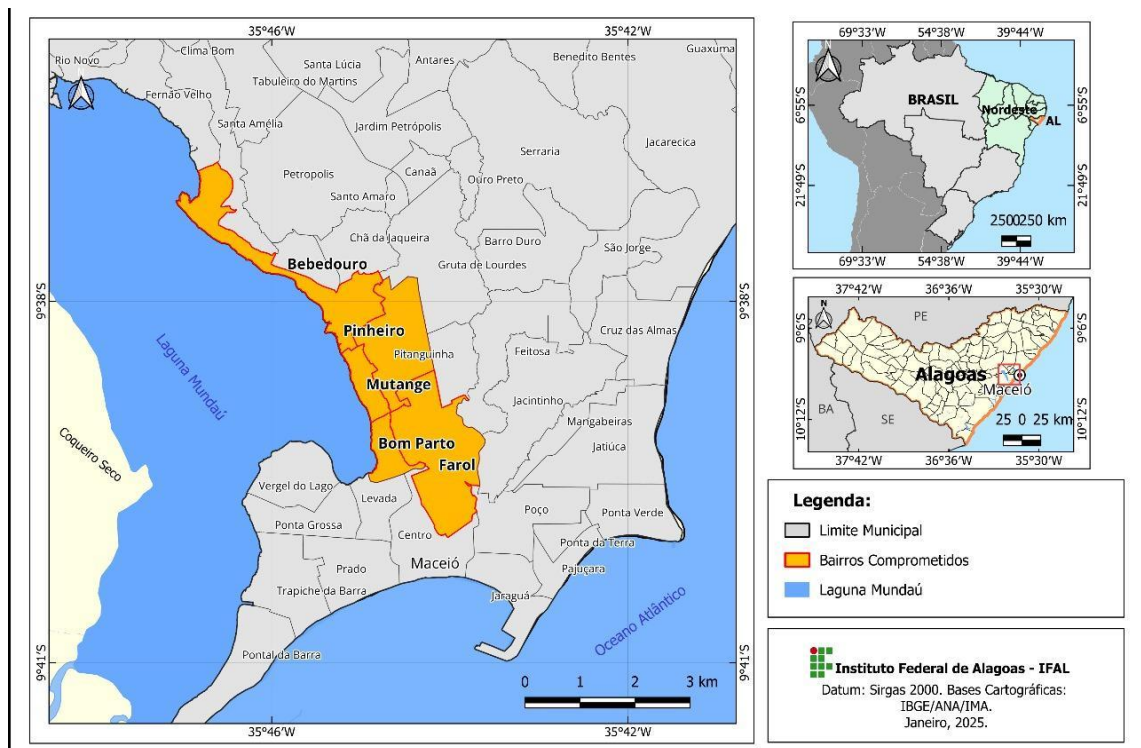 35°46'W
35°42'W
Rio Novo
Clima Bom
Santa Lúcia
Antares
Benedito Bentes
Guaxuma
Tabuleiro do Martins
Fernão Velho
Santa Amélia
Jardim Petrópolis
Jacarecica
Serraria
Petropolis
Canaã
Ouro Preto
Santo Amaro
Chã da Jaqueira
Barro Duro
São Jorge
Bebedouro
Gruta de Lourdes
9°38'S
9°38'S
Pinheiro
Cruz das Almas
Laguna Mundaú
Pitanguinha
Feitosa
Mutange
Jacintinho
Mangabeiras
Coqueiro Seco
Bom Parto
Jatiúca
Farol
Vergel do Lago
Levada
Poço
Ponta Verde
Ponta Grossa
Centro
Ponta da Terra
Prado
Maceió
Pajuçara
Trapiche da Barra
Jaraguá
Oceano Atlântico
Pontal da Barra
9°41'S
9°41'S
0 1 2 3 km
35°46'W
35°42'W
69°33'W 54°38'W 39°44'W
6°55'S
6°55'S
BRASIL
Nordeste
AL
21°49'S
21°49'S
2500250 km
69°33'W 54°38'W 39°44'W
37°42'W 36°36'W 35°30'W
N
9°6'S
9°6'S
PE
Alagoas
Maceió
10°12'S
10°12'S
BA
SE
25 0 25 km
37°42'W 36°36'W 35°30'W
Legenda:
Limite Municipal
Bairros Comprometidos
Laguna Mundaú
Instituto Federal de Alagoas - IFAL
Datum: Sirgas 2000. Bases Cartográficas:
IBGE/ANA/IMA.
Janeiro, 2025.